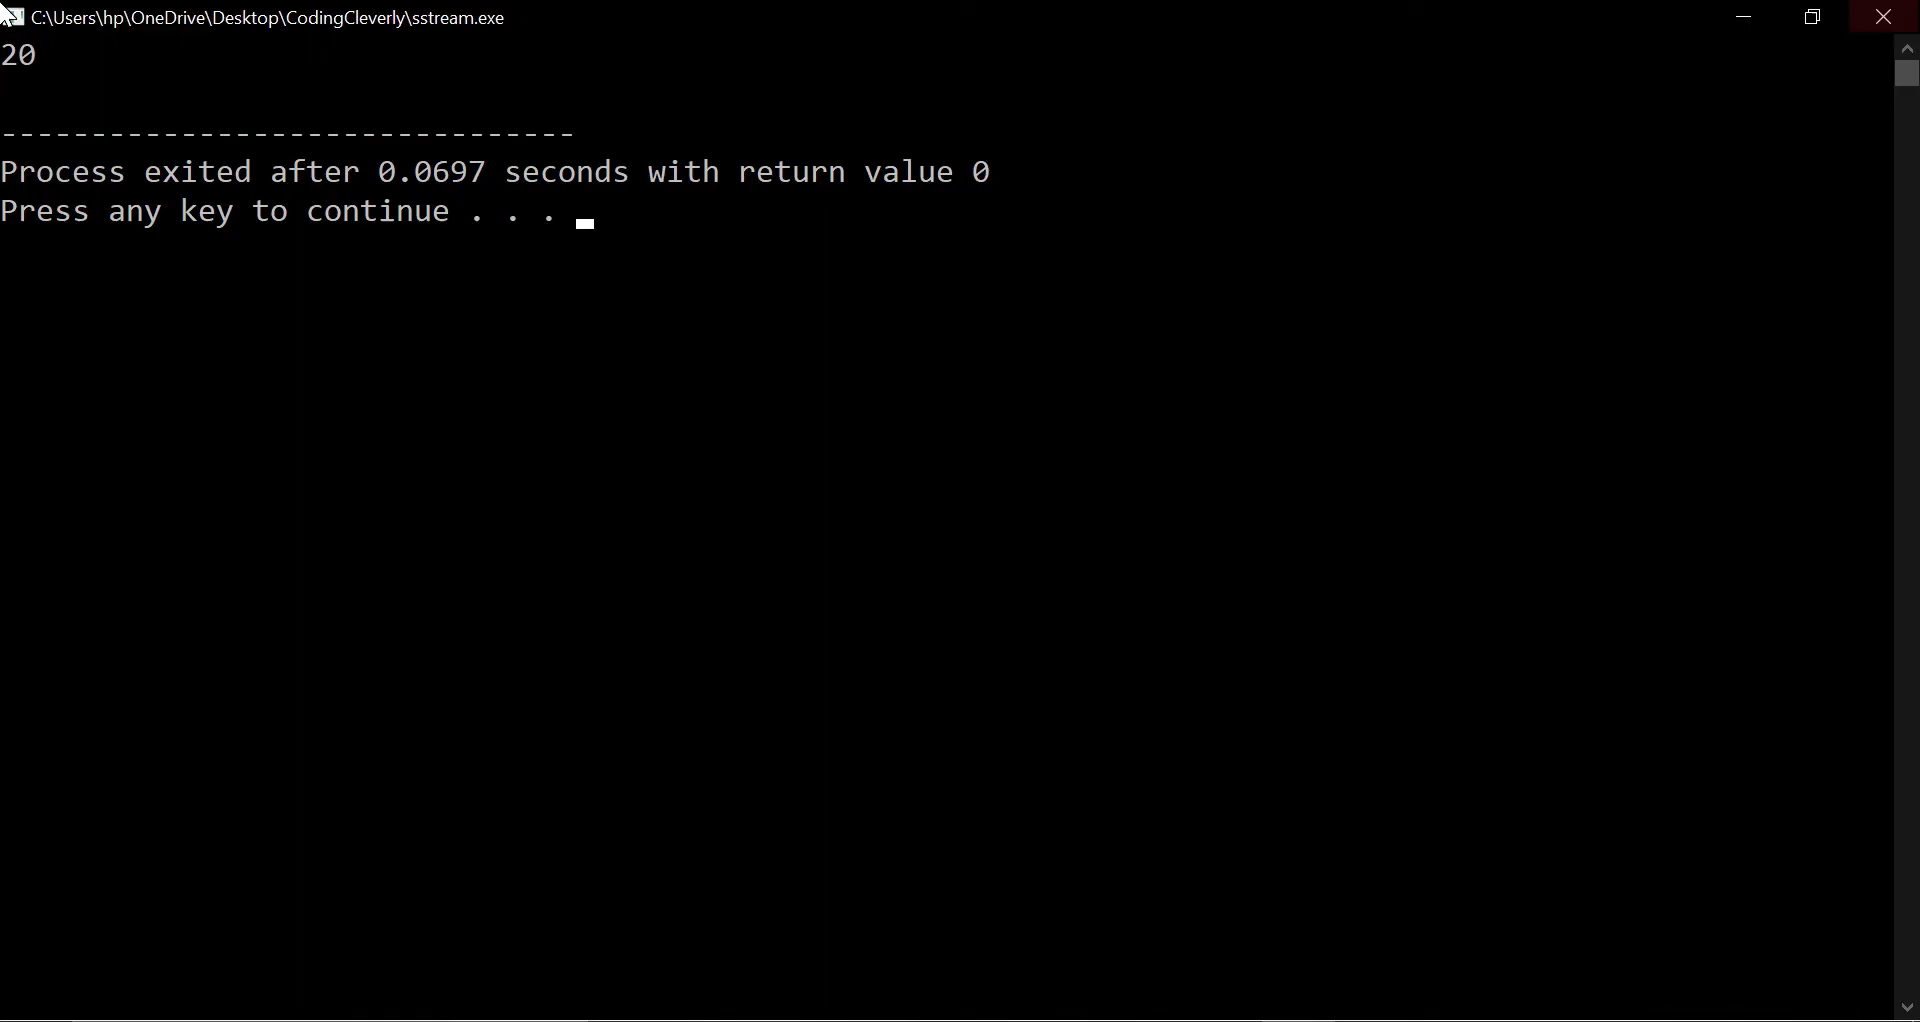 C:\Users\hp\OneDrive\Desktop\CodingCleverly\sstream.exe
20
--------------------------------
Process exited after 0.0697 seconds with return value 0
Press any key to continue . . .